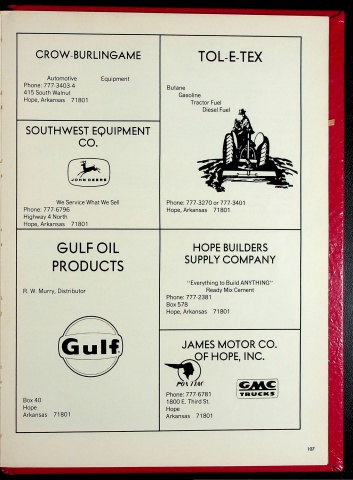 CROW-BURLINGAME
Automotive Equipment
Phone: 777-3403-4
415 South Walnut
Hope, Arkansas 71801
SOUTHWEST EQUIPMENT
CO.
JOHN DEERE
We Service What We Sell
Phone: 777-6796
Highway 4 North
Hope, Arkansas 71801
GULF OIL
PRODUCTS
R. W. Murry, Distributor
Gulf
Box 40
Hope
Arkansas 71801
TOL-E-TEX
Butane
Gasoline
Tractor Fuel
Diesel Fuel
Phone: 777-3270 or 777-3401
Hope, Arkansas 71801
HOPE BUILDERS
SUPPLY COMPANY
"Everything to Build ANYTHING"
Ready Mix Cement
Phone: 777-2381
Box 578
Hope, Arkansas 71801
JAMES MOTOR CO.
OF HOPE, INC.
PONTIAC
GMC
TRUCKS
Phone: 777-6781
1800 E. Third St.
Hope
Arkansas 71801
107